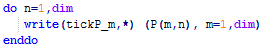 do n=1,dim
write(tickP_m,*) (P(m,n), m=1,dim)
enddo